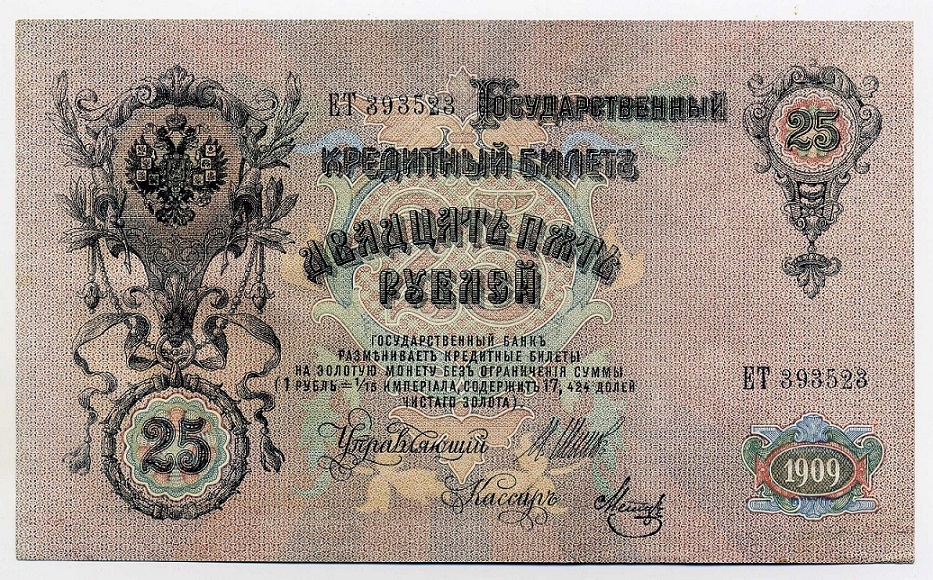 ЕТ 393523 Государственный
кредитный билетъ
двадцать пять
рублей
25
ГОСУДАРСТВЕННЫЙ БАНКЪ
РАЗМѢНИВАЕТЪ КРЕДИТНЫЕ БИЛЕТЫ
НА ЗОЛОТУЮ МОНЕТУ БЕЗЪ ОГРАНИЧЕНІЯ СУММЫ
(1 РУБЛЬ = 1/15 ИМПЕРІАЛА, СОДЕРЖИТЪ 17,424 ДОЛЕЙ
ЧИСТАГО ЗОЛОТА).
ЕТ 393523
25
Управляющій
1909
Кассиръ